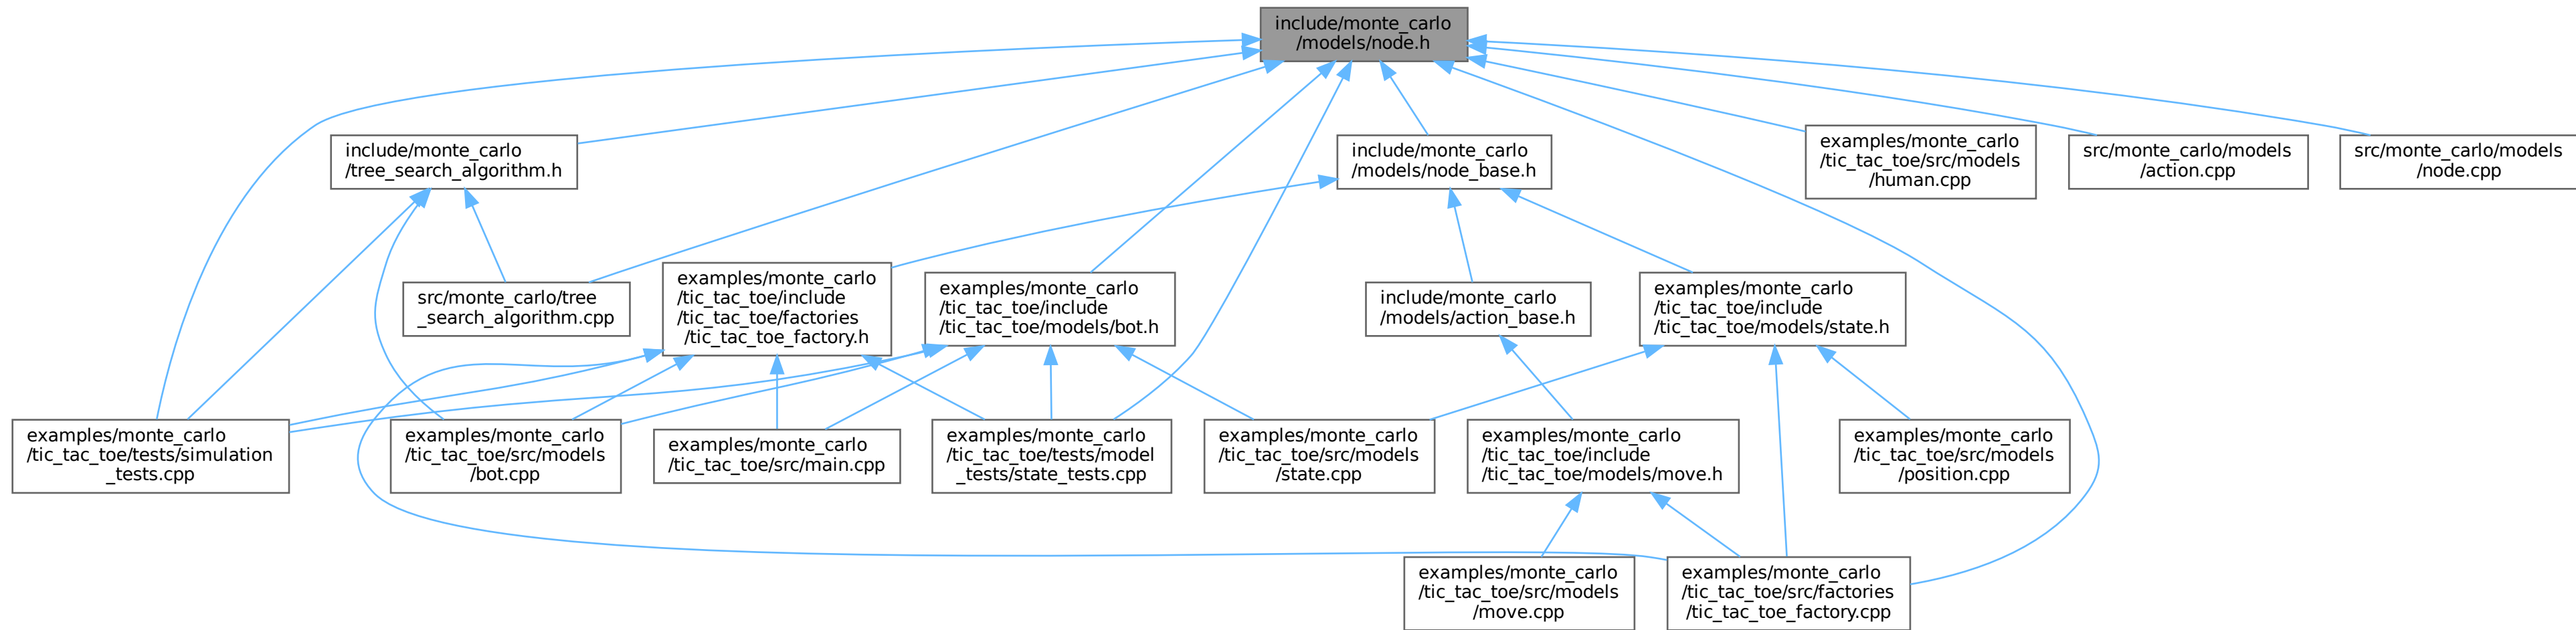 include/monte_carlo
/models/node.h
include/monte_carlo
/tree_search_algorithm.h
include/monte_carlo
/models/node_base.h
examples/monte_carlo
/tic_tac_toe/src/models
/human.cpp
src/monte_carlo/models
/action.cpp
src/monte_carlo/models
/node.cpp
src/monte_carlo/tree
_search_algorithm.cpp
examples/monte_carlo
/tic_tac_toe/include
/tic_tac_toe/factories
/tic_tac_toe_factory.h
examples/monte_carlo
/tic_tac_toe/include
/tic_tac_toe/models/bot.h
include/monte_carlo
/models/action_base.h
examples/monte_carlo
/tic_tac_toe/include
/tic_tac_toe/models/state.h
examples/monte_carlo
/tic_tac_toe/tests/simulation
_tests.cpp
examples/monte_carlo
/tic_tac_toe/src/models
/bot.cpp
examples/monte_carlo
/tic_tac_toe/src/main.cpp
examples/monte_carlo
/tic_tac_toe/tests/model
_tests/state_tests.cpp
examples/monte_carlo
/tic_tac_toe/src/models
/state.cpp
examples/monte_carlo
/tic_tac_toe/include
/tic_tac_toe/models/move.h
examples/monte_carlo
/tic_tac_toe/src/models
/position.cpp
examples/monte_carlo
/tic_tac_toe/src/models
/move.cpp
examples/monte_carlo
/tic_tac_toe/src/factories
/tic_tac_toe_factory.cpp